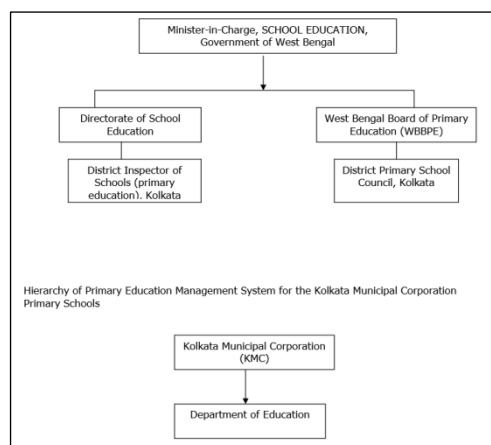 Minister-in-Charge, SCHOOL EDUCATION,
Government of West Bengal
Directorate of School
Education
West Bengal Board of Primary
Education (WBBPE)
District Inspector of
Schools (primary
education), Kolkata
District Primary School
Council, Kolkata
Hierarchy of Primary Education Management System for the Kolkata Municipal Corporation
Primary Schools
Kolkata Municipal Corporation
(KMC)
Department of Education